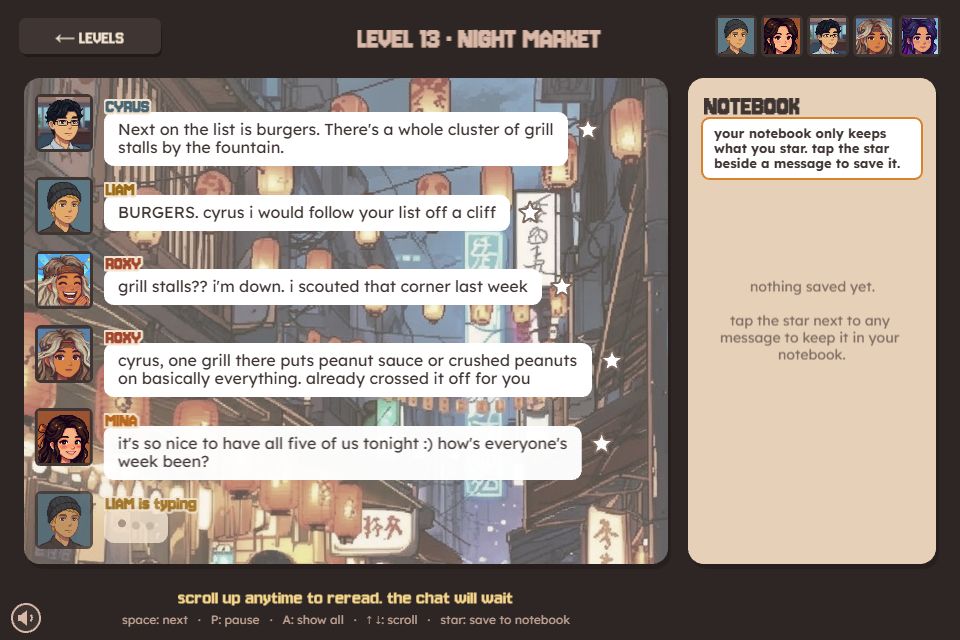 ← LEVELS
LEVEL 13 · NIGHT MARKET
CYRUS
Next on the list is burgers. There's a whole cluster of grill
stalls by the fountain.
LIAM
BURGERS. cyrus i would follow your list off a cliff
ROXY
grill stalls?? i'm down. i scouted that corner last week
ROXY
cyrus, one grill there puts peanut sauce or crushed peanuts
on basically everything. already crossed it off for you
MINA
it's so nice to have all five of us tonight :) how's everyone's
week been?
LIAM is typing
NOTEBOOK
your notebook only keeps
what you star. tap the star
beside a message to save it.
nothing saved yet.
tap the star next to any
message to keep it in your
notebook.
scroll up anytime to reread. the chat will wait
space: next · P: pause · A: show all · ↑↓: scroll · star: save to notebook